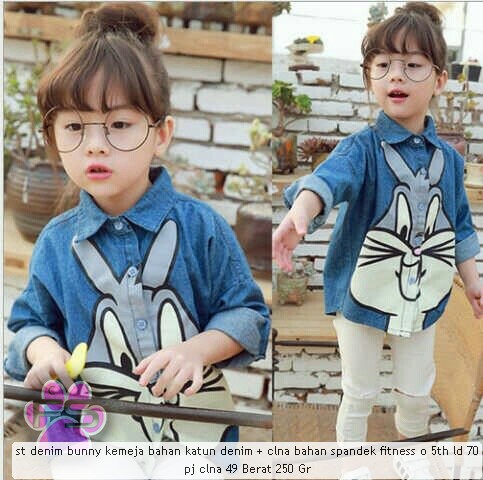 st denim bunny kemeja bahan katun denim + clna bahan spandek fitness o 5th ld 70
pj clna 49 Berat 250 Gr